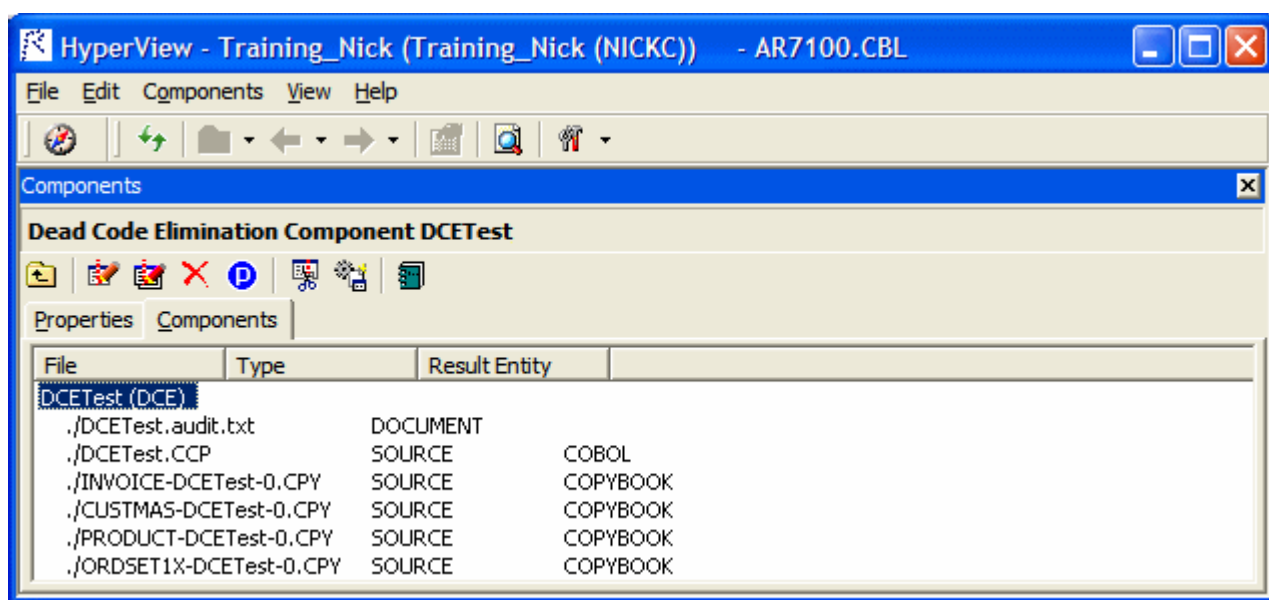 HyperView - Training_Nick (Training_Nick (NICKC)) - AR7100.CBL
File Edit Components View Help
Components
Dead Code Elimination Component DCETest
P
Properties Components
File Type Result Entity
DCETest (DCE)
./DCETest.audit.txt DOCUMENT
./DCETest.CCP SOURCE COBOL
./INVOICE-DCETest-0.CPY SOURCE COPYBOOK
./CUSTMAS-DCETest-0.CPY SOURCE COPYBOOK
./PRODUCT-DCETest-0.CPY SOURCE COPYBOOK
./ORDSET1X-DCETest-0.CPY SOURCE COPYBOOK